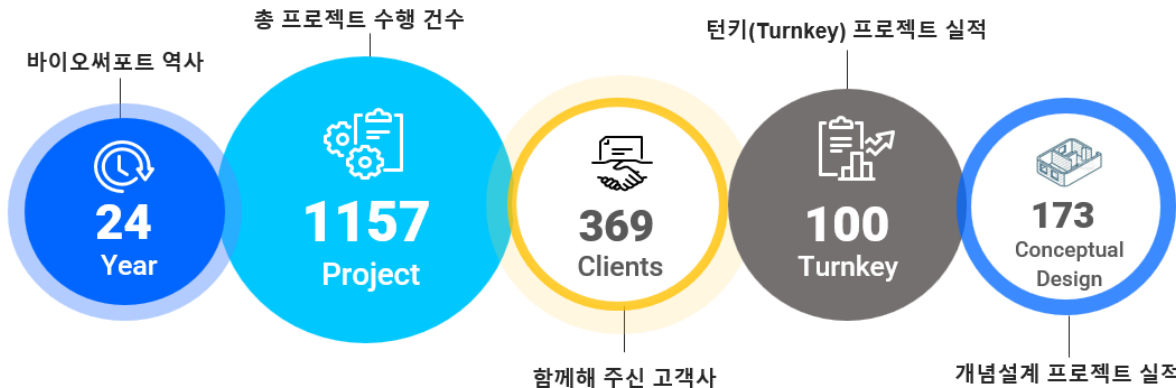 바이오써포트 역사
24
Year
총 프로젝트 수행 건수
1157
Project
369
Clients
함께해 주신 고객사
턴키(Turnkey) 프로젝트 실적
100
Turnkey
173
Conceptual
Design
개념설계 프로젝트 실적